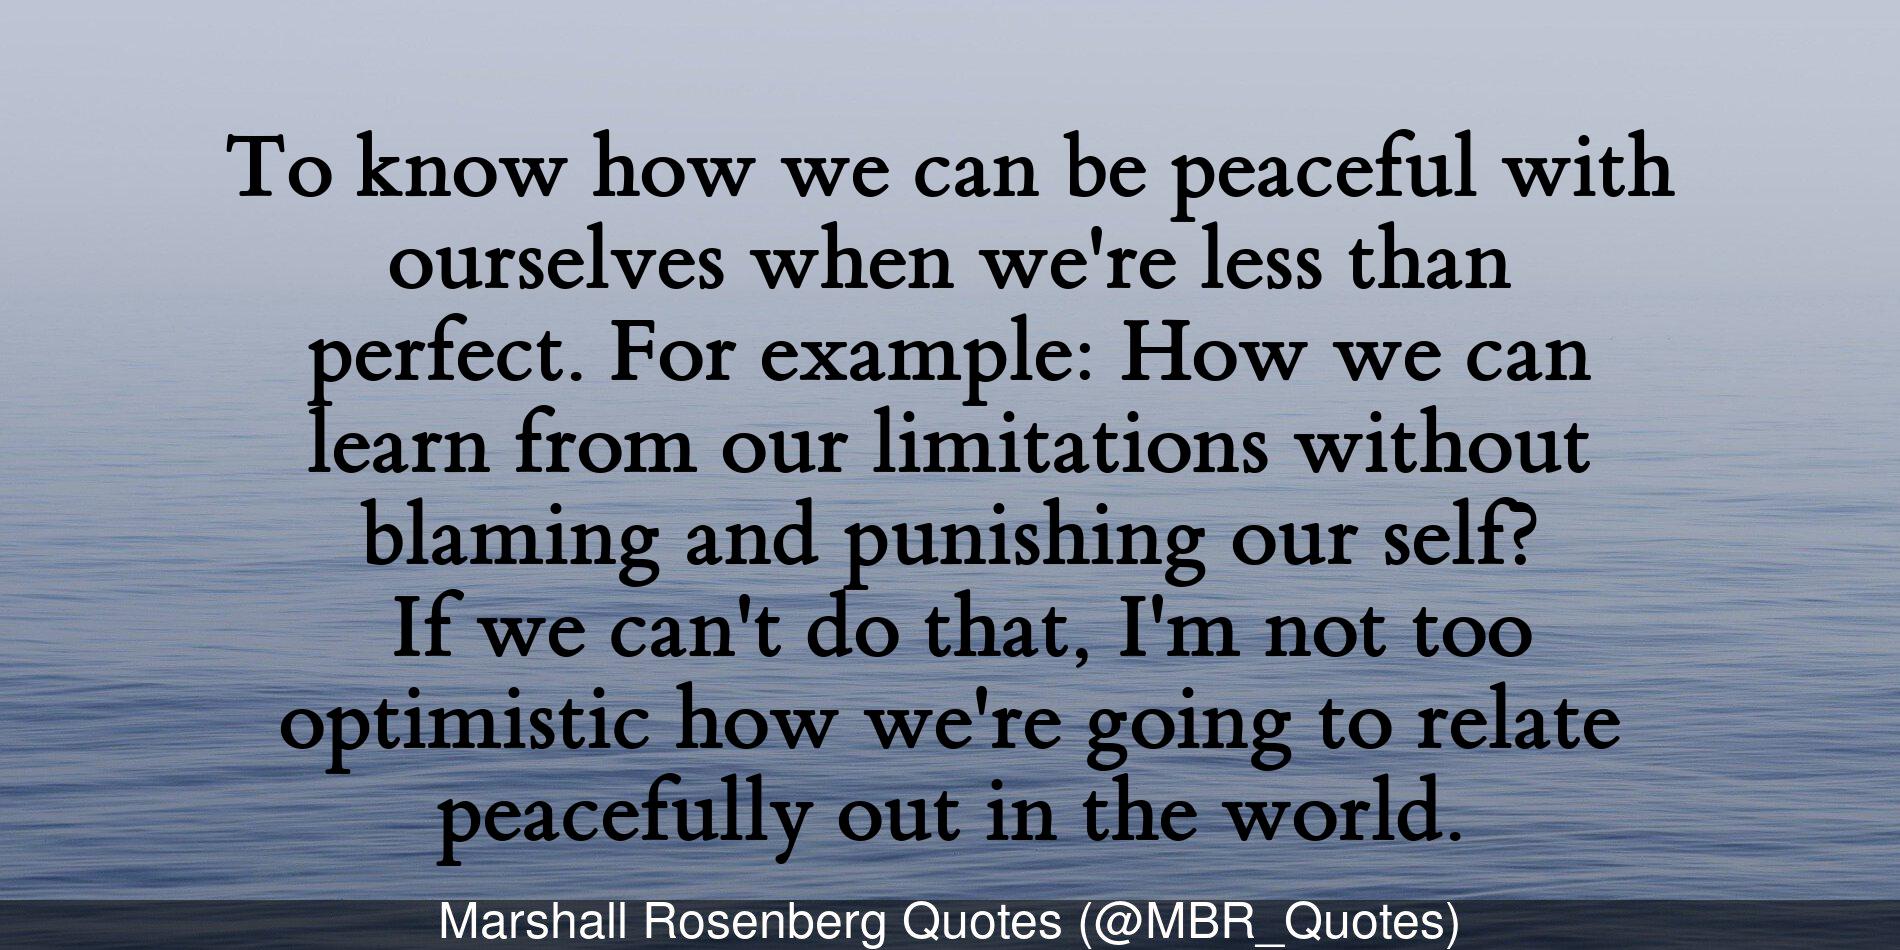 To know how we can be peaceful with
ourselves when we're less than
perfect. For example: How we can
learn from our limitations without
blaming and punishing our self?
If we can't do that, I'm not too
optimistic how we're going to relate
peacefully out in the world.
Marshall Rosenberg Quotes (@MBR_Quotes)